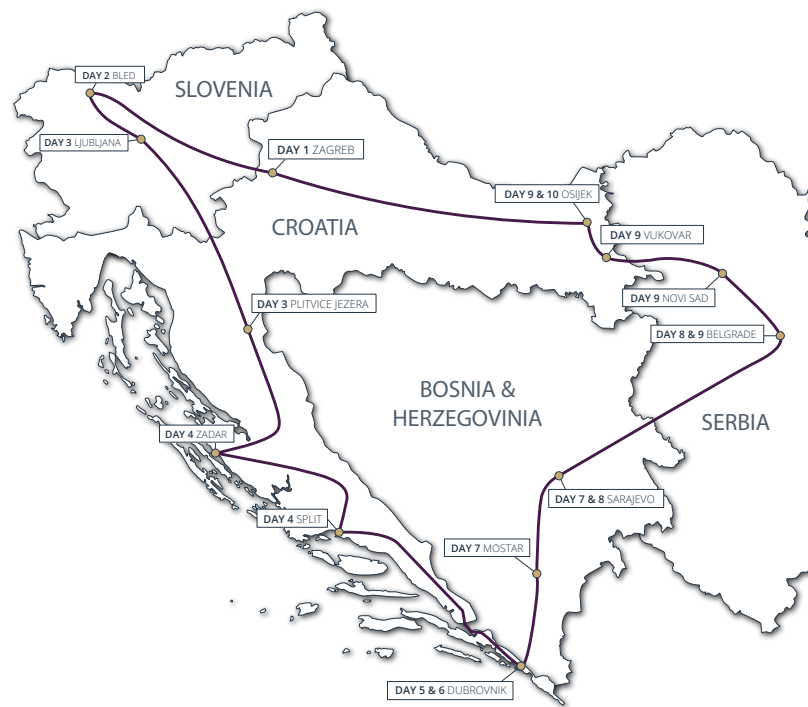 DAY 2 BLED
SLOVENIA
DAY 3 LJUBLJANA
DAY 1 ZAGREB
DAY 9 & 10 OSIJEK
CROATIA
DAY 9 VUKOVAR
DAY 3 PLITVICE JEZERA
DAY 9 NOVI SAD
DAY 8 & 9 BELGRADE
BOSNIA &
HERZEGOVINIA
SERBIA
DAY 4 ZADAR
DAY 7 & 8 SARAJEVO
DAY 4 SPLIT
DAY 7 MOSTAR
DAY 5 & 6 DUBROVNIK